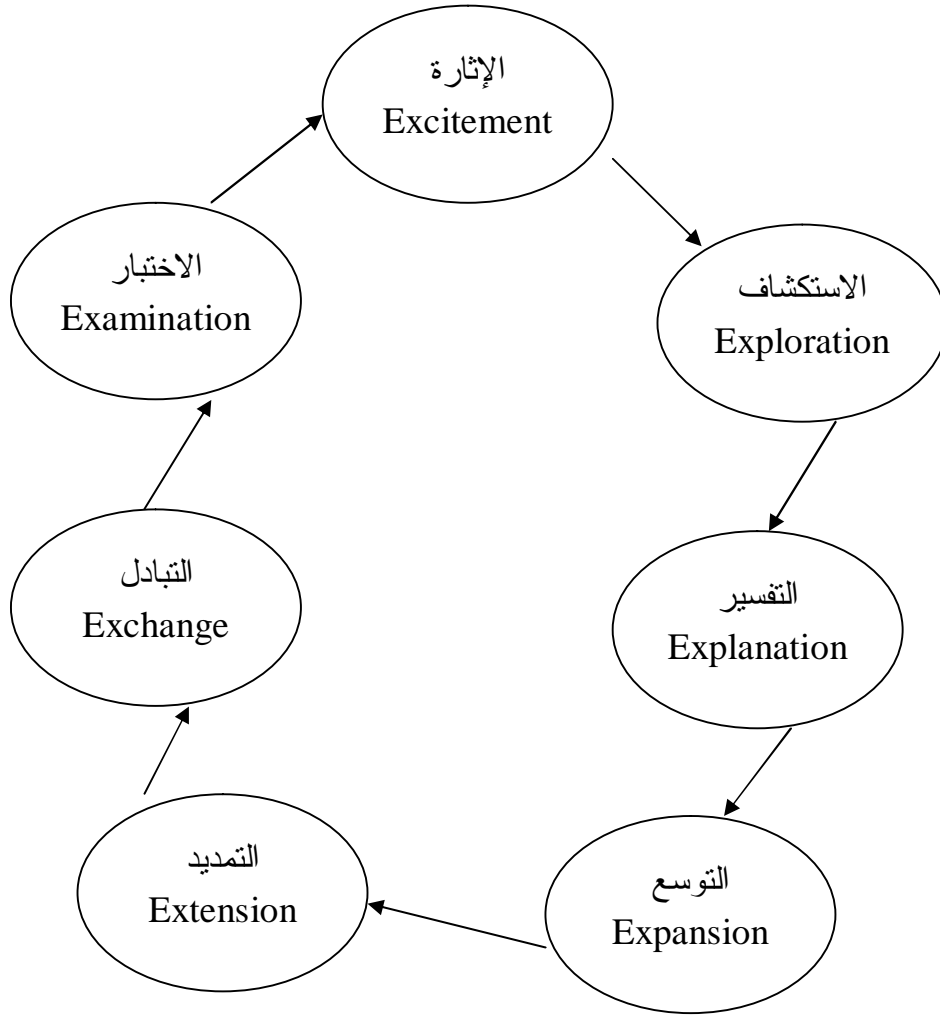 الإثارة
Excitement
الاستكشاف
Exploration
التفسير
Explanation
التوسع
Expansion
التمديد
Extension
التبادل
Exchange
الاختبار
Examination